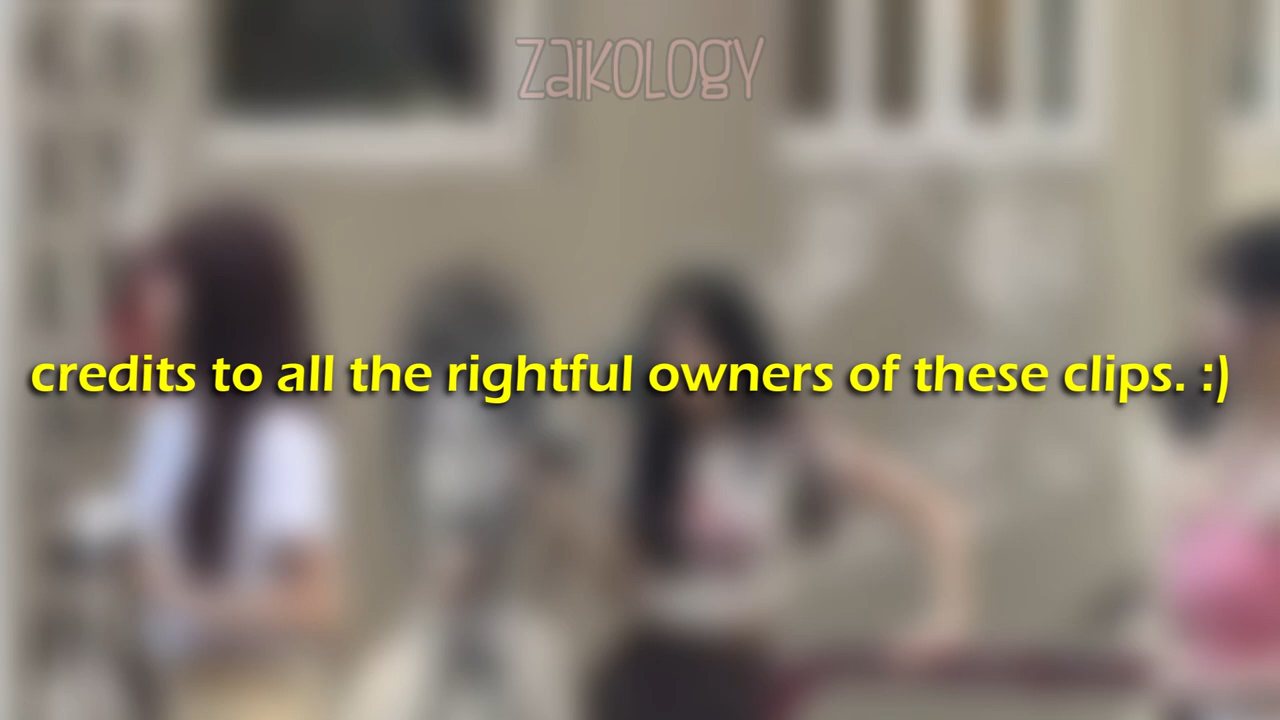 zaikology
credits to all the rightful owners of these clips. :)